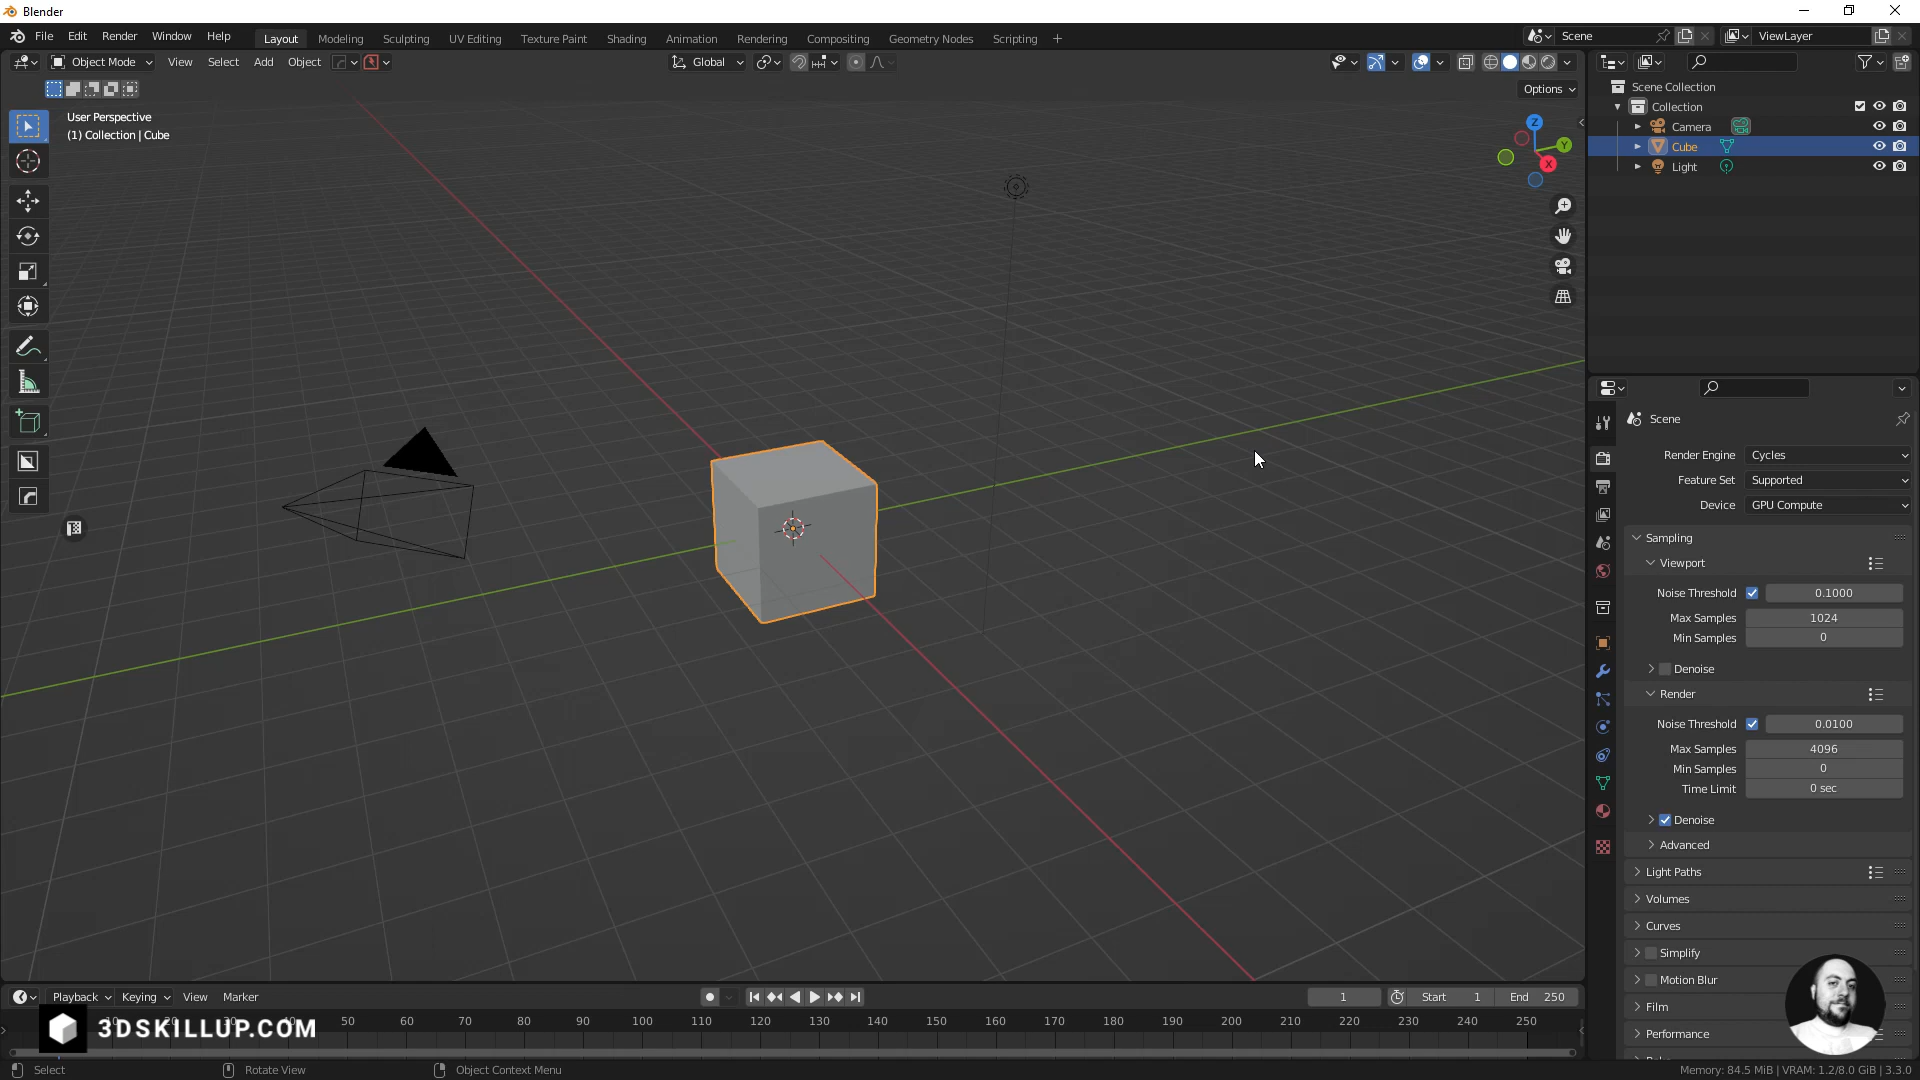 Blender
File Edit Render Window Help Layout Modeling Sculpting UV Editing Texture Paint Shading Animation Rendering Compositing Geometry Nodes Scripting + Scene ViewLayer
Object Mode View Select Add Object Global
Options
User Perspective
(1) Collection | Cube
Z
Y
X
Scene Collection
Collection
Camera
Cube
Light
Scene
Render Engine Cycles
Feature Set Supported
Device GPU Compute
Sampling
Viewport
Noise Threshold 0.1000
Max Samples 1024
Min Samples 0
Denoise
Render
Noise Threshold 0.0100
Max Samples 4096
Min Samples 0
Time Limit 0 sec
Denoise
Advanced
Light Paths
Volumes
Curves
Simplify
Motion Blur
Film
Performance
Playback Keying View Marker 1 Start 1 End 250
10 20 30 40 50 60 70 80 90 100 110 120 130 140 150 160 170 180 190 200 210 220 230 240 250
3DSKILLUP.COM
Select Rotate View Object Context Menu Memory: 84.5 MiB | VRAM: 1.2/8.0 GiB | 3.3.0